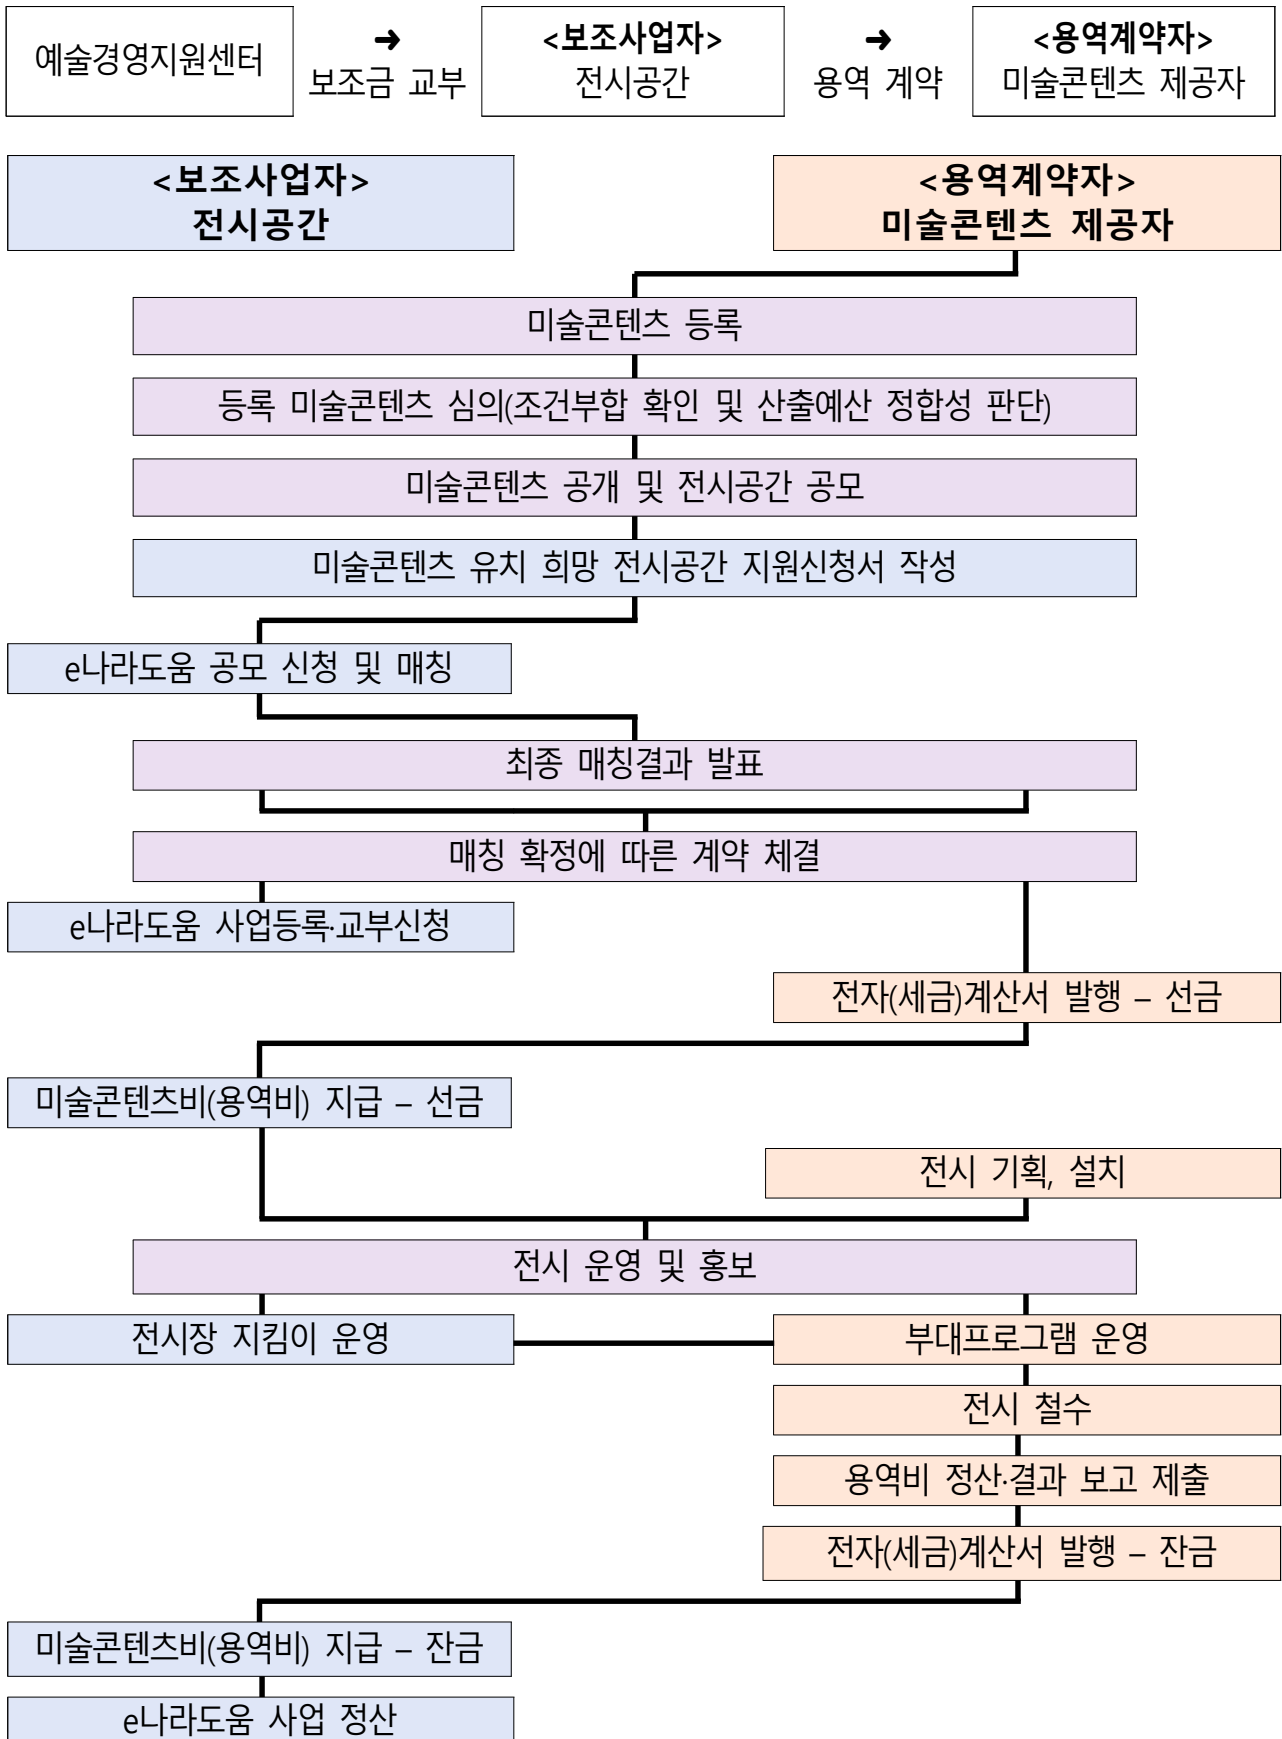 예술경영지원센터
➜
보조금 교부
<보조사업자>
전시공간
➜
용역 계약
<용역계약자>
미술콘텐츠 제공자
<보조사업자>
전시공간
<용역계약자>
미술콘텐츠 제공자
미술콘텐츠 등록
등록 미술콘텐츠 심의(조건부합 확인 및 산출예산 정합성 판단)
미술콘텐츠 공개 및 전시공간 공모
미술콘텐츠 유치 희망 전시공간 지원신청서 작성
e나라도움 공모 신청 및 매칭
최종 매칭결과 발표
매칭 확정에 따른 계약 체결
e나라도움 사업등록·교부신청
전자(세금)계산서 발행 – 선금
미술콘텐츠비(용역비) 지급 – 선금
전시 기획, 설치
전시 운영 및 홍보
전시장 지킴이 운영
부대프로그램 운영
전시 철수
용역비 정산·결과 보고 제출
전자(세금)계산서 발행 – 잔금
미술콘텐츠비(용역비) 지급 – 잔금
e나라도움 사업 정산